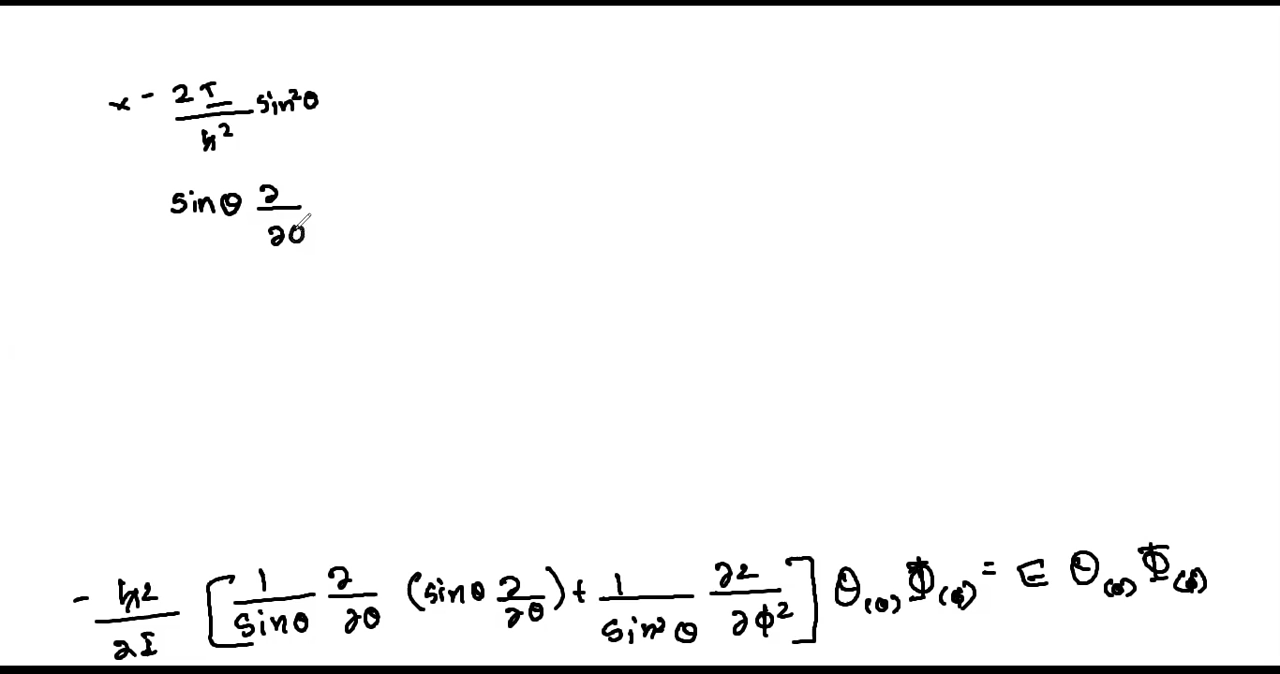 x - 2I/ħ² sin²θ
sinθ ∂/∂θ
- ħ²/2I [1/sinθ ∂/∂θ (sinθ ∂/∂θ) + 1/sin²θ ∂²/∂φ²] Θ(θ) Φ(φ) = E Θ(θ) Φ(φ)